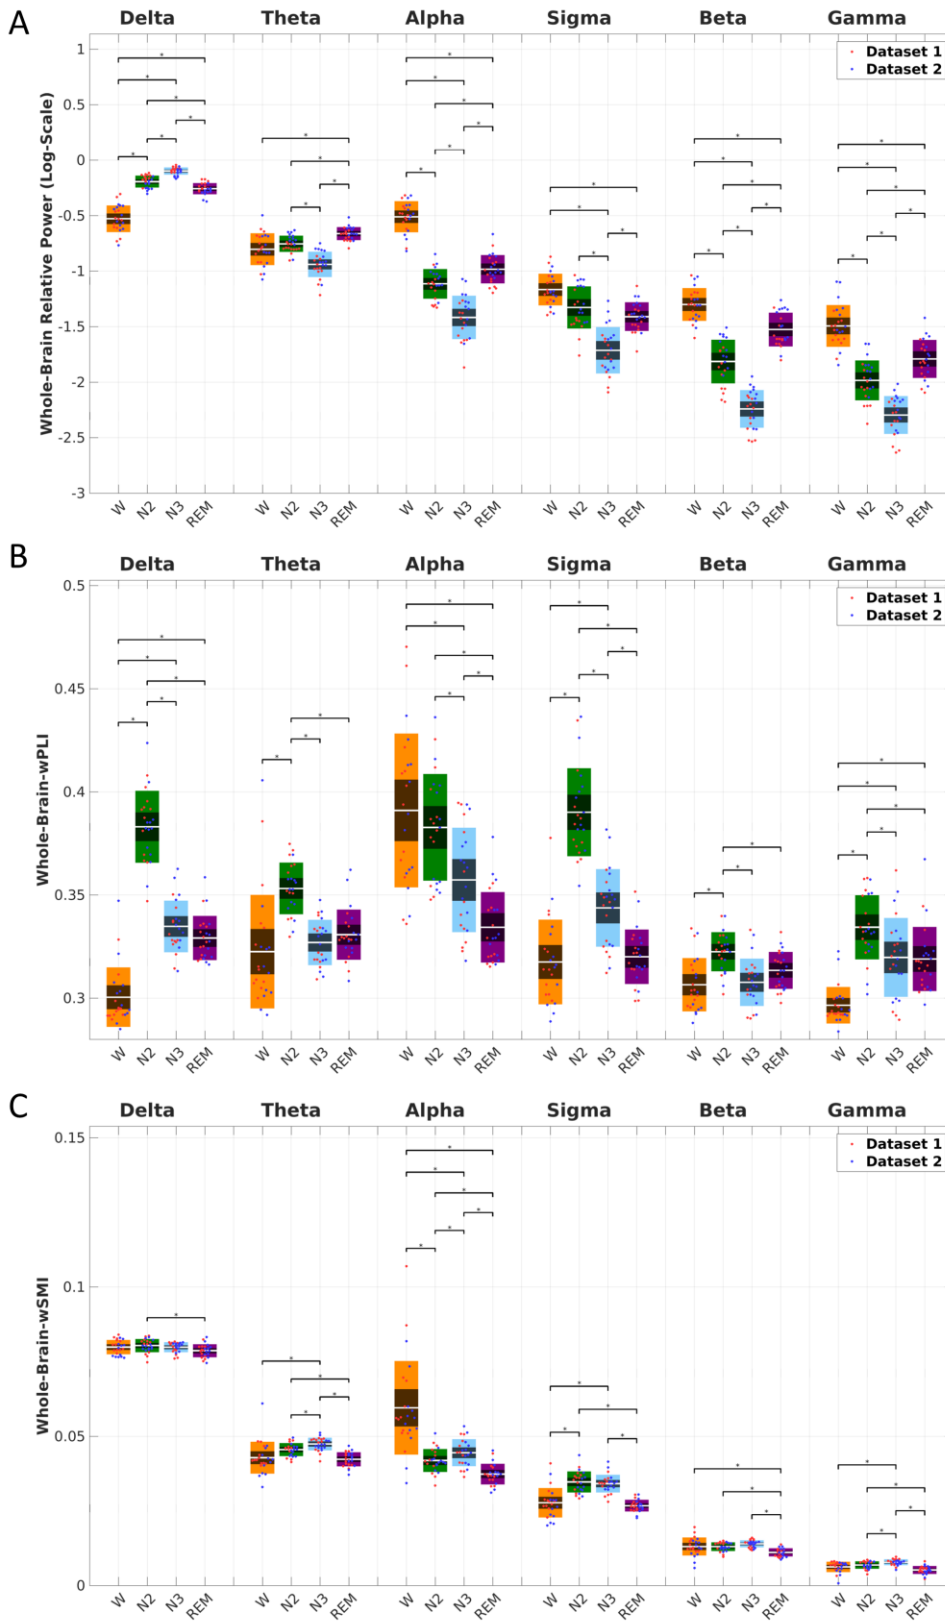 A
Delta Theta Alpha Sigma Beta Gamma
Dataset 1
Dataset 2
Whole-Brain Relative Power (Log-Scale)
1
0.5
0
-0.5
-1
-1.5
-2
-2.5
-3
W N2 N3 REM W N2 N3 REM W N2 N3 REM W N2 N3 REM W N2 N3 REM W N2 N3 REM
B
Delta Theta Alpha Sigma Beta Gamma
Dataset 1
Dataset 2
Whole-Brain-wPLI
0.5
0.45
0.4
0.35
0.3
W N2 N3 REM W N2 N3 REM W N2 N3 REM W N2 N3 REM W N2 N3 REM W N2 N3 REM
C
Delta Theta Alpha Sigma Beta Gamma
Dataset 1
Dataset 2
Whole-Brain-wSMI
0.15
0.1
0.05
0
W N2 N3 REM W N2 N3 REM W N2 N3 REM W N2 N3 REM W N2 N3 REM W N2 N3 REM